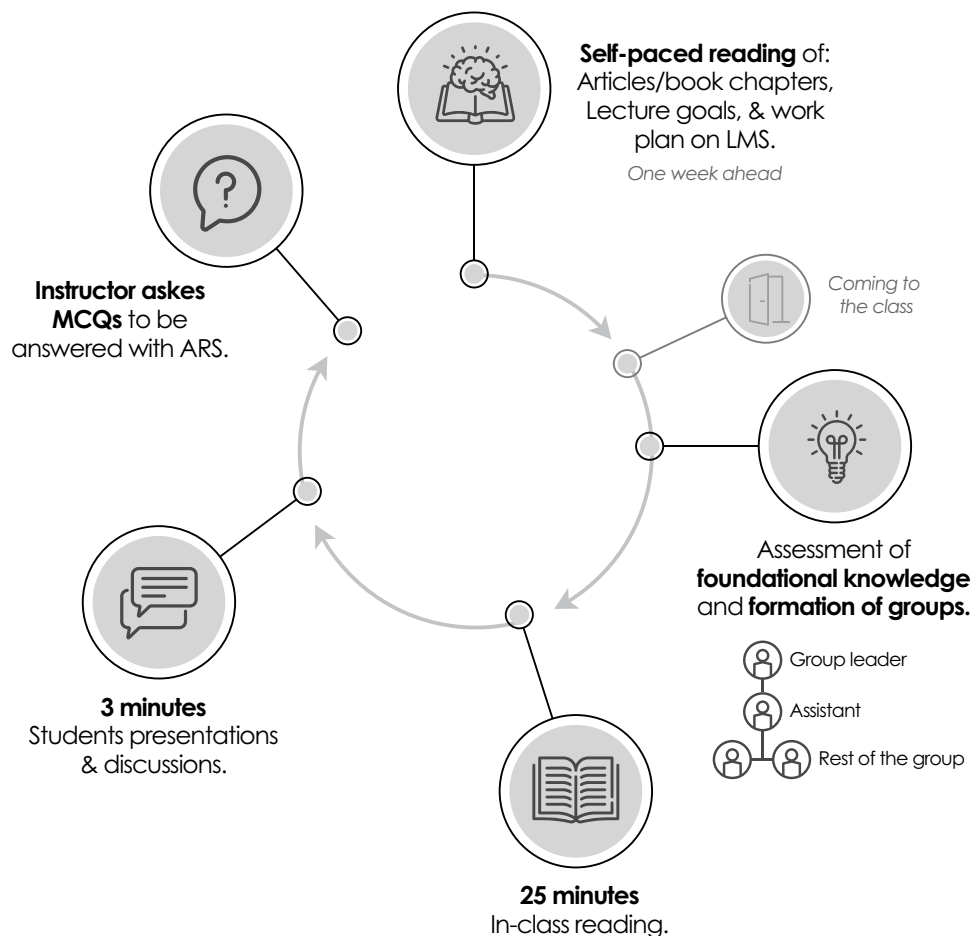 Self-paced reading of:
Articles/book chapters,
Lecture goals, & work
plan on LMS.
One week ahead
Coming to
the class
Assessment of
foundational knowledge
and formation of groups.
Group leader
Assistant
Rest of the group
25 minutes
In-class reading.
3 minutes
Students presentations
& discussions.
?
Instructor askes
MCQs to be
answered with ARS.